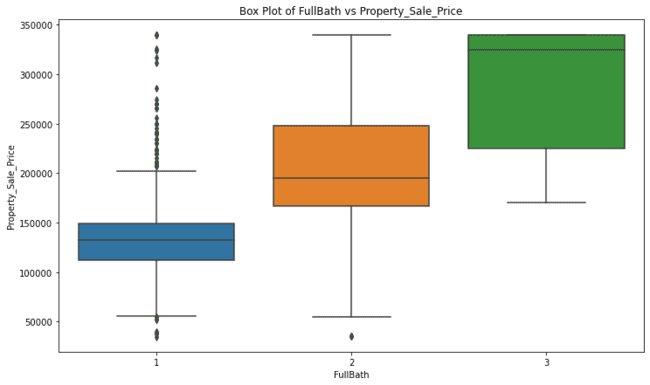 Box Plot of FullBath vs Property_Sale_Price
350000
300000
250000
200000
150000
100000
50000
Property_Sale_Price
1 2 3
FullBath